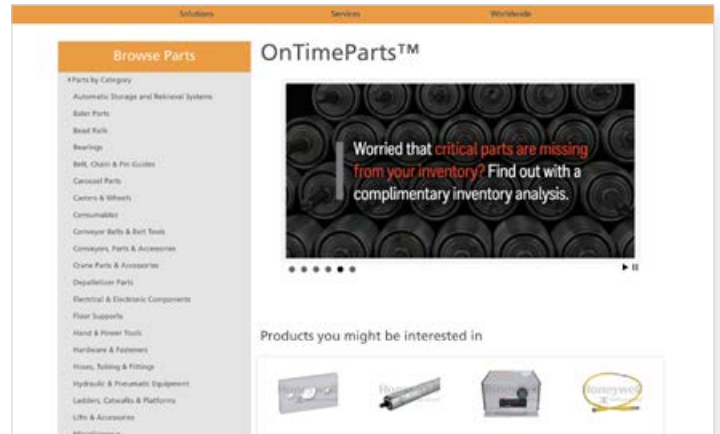 Solutions Services Worldwide
Browse Parts
Parts by Category
Automatic Storage and Retrieval Systems
Baler Parts
Bead Rails
Bearings
Belt, Chain & Pin Guides
Carousel Parts
Casters & Wheels
Consumables
Conveyor Belts & Belt Tools
Conveyors, Parts & Accessories
Crane Parts & Accessories
Depalletizer Parts
Electrical & Electronic Components
Floor Supports
Hand & Power Tools
Hardware & Fasteners
Hoses, Tubing & Fittings
Hydraulic & Pneumatic Equipment
Ladders, Catwalks & Platforms
Lifts & Accessories
Miscellaneous
OnTimeParts™
Worried that critical parts are missing
from your inventory? Find out with a
complimentary inventory analysis.
Products you might be interested in
Honeywell
Honeywell
Honeywell
Honeywell